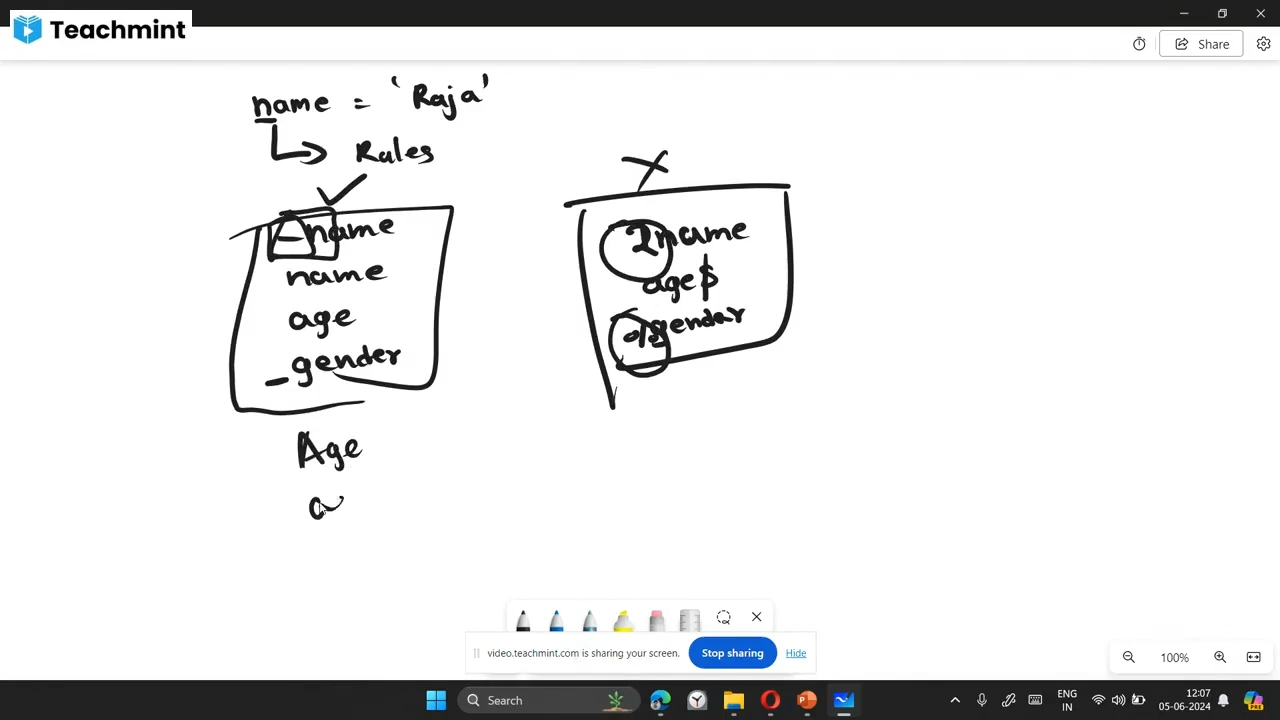 Teachmint
Share
name = 'Raja'
Rules
_name
name
age
_gender
Age
a
2name
age$
%gendar
video.teachmint.com is sharing your screen.
Stop sharing
Hide
100%
Search
ENG
IN
12:07
05-06-2024